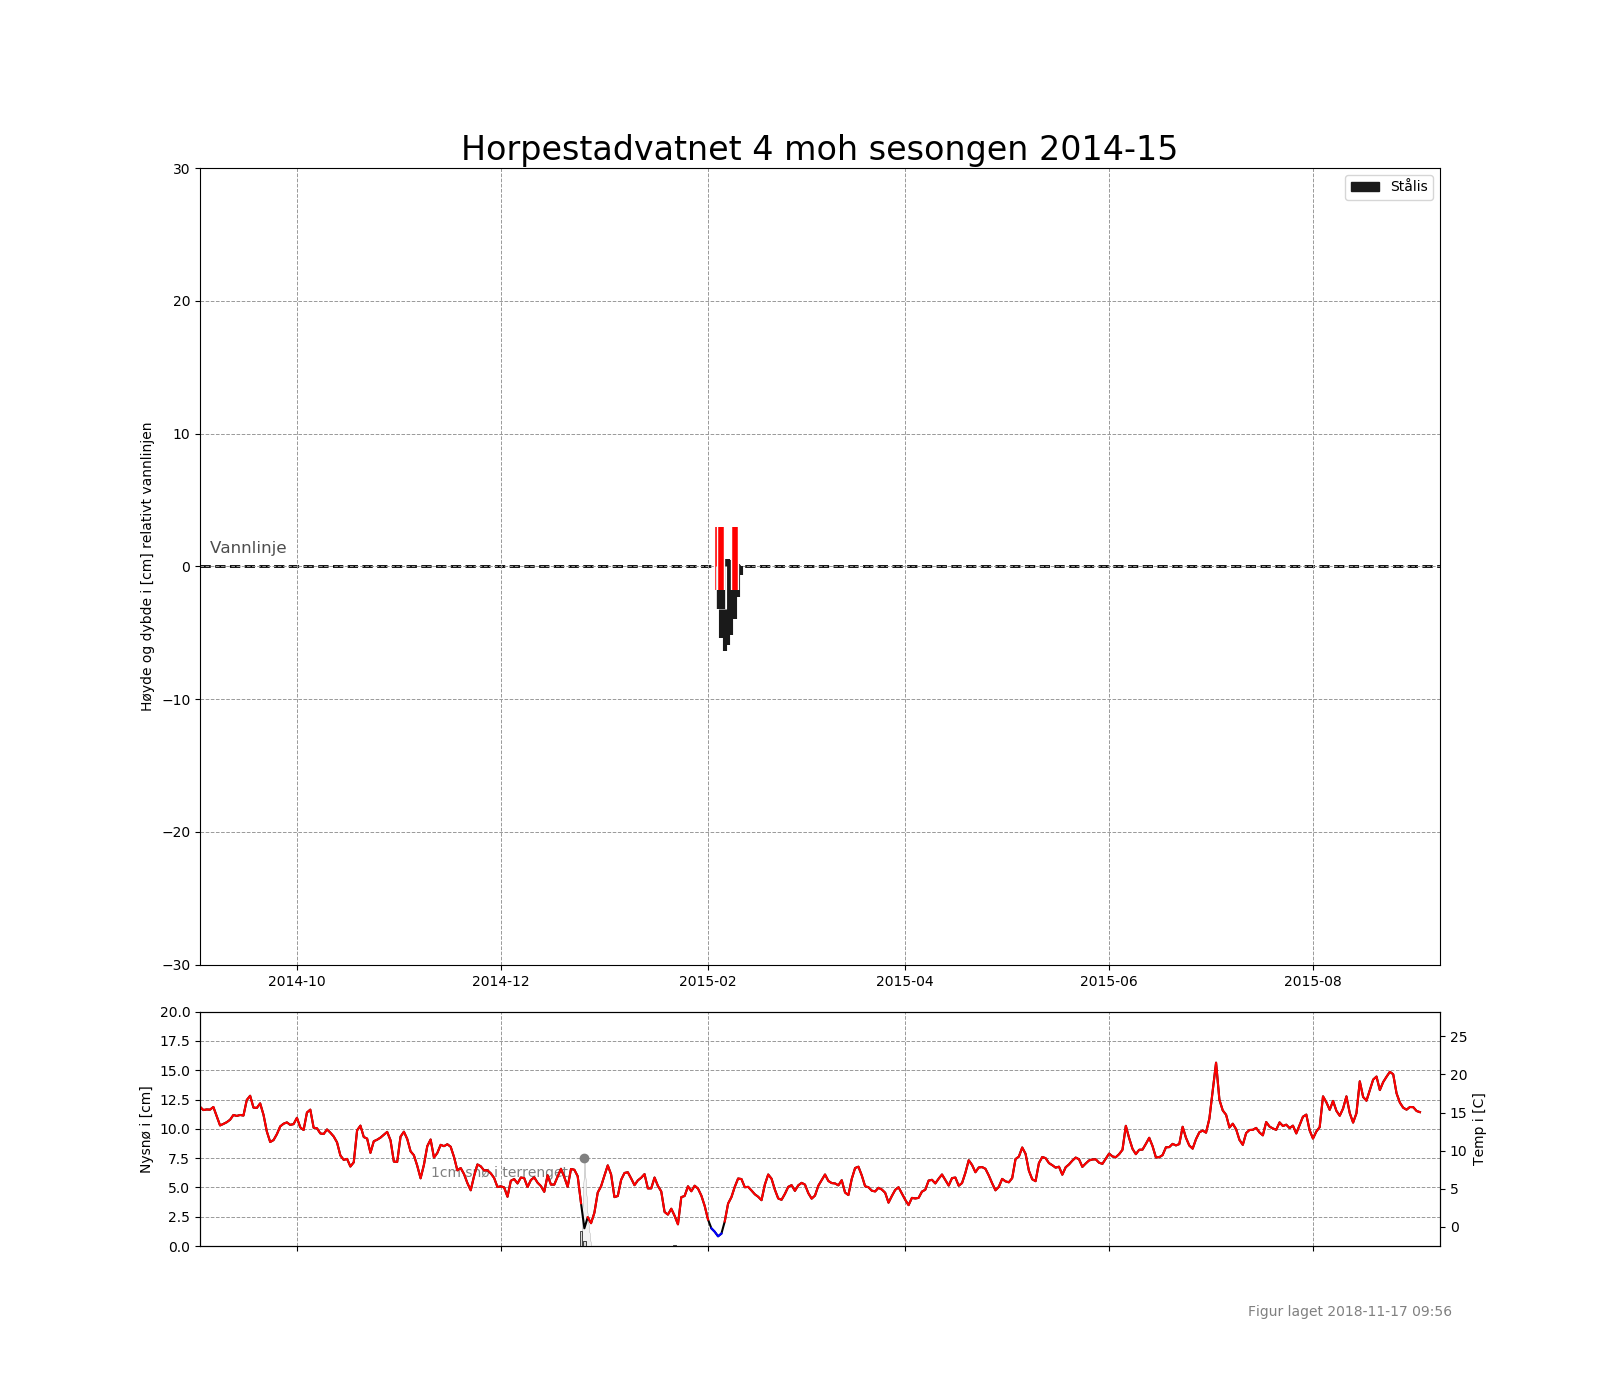 Horpestadvatnet 4 moh sesongen 2014-15
Stålis
30
20
10
0
−10
−20
−30
Høyde og dybde i [cm] relativt vannlinjen
Vannlinje
2014-10 2014-12 2015-02 2015-04 2015-06 2015-08
20.0
17.5
15.0
12.5
10.0
7.5
5.0
2.5
0.0
Nysnø i [cm]
1cm snø i terrenget
25
20
15
10
5
0
Temp i [C]
Figur laget 2018-11-17 09:56